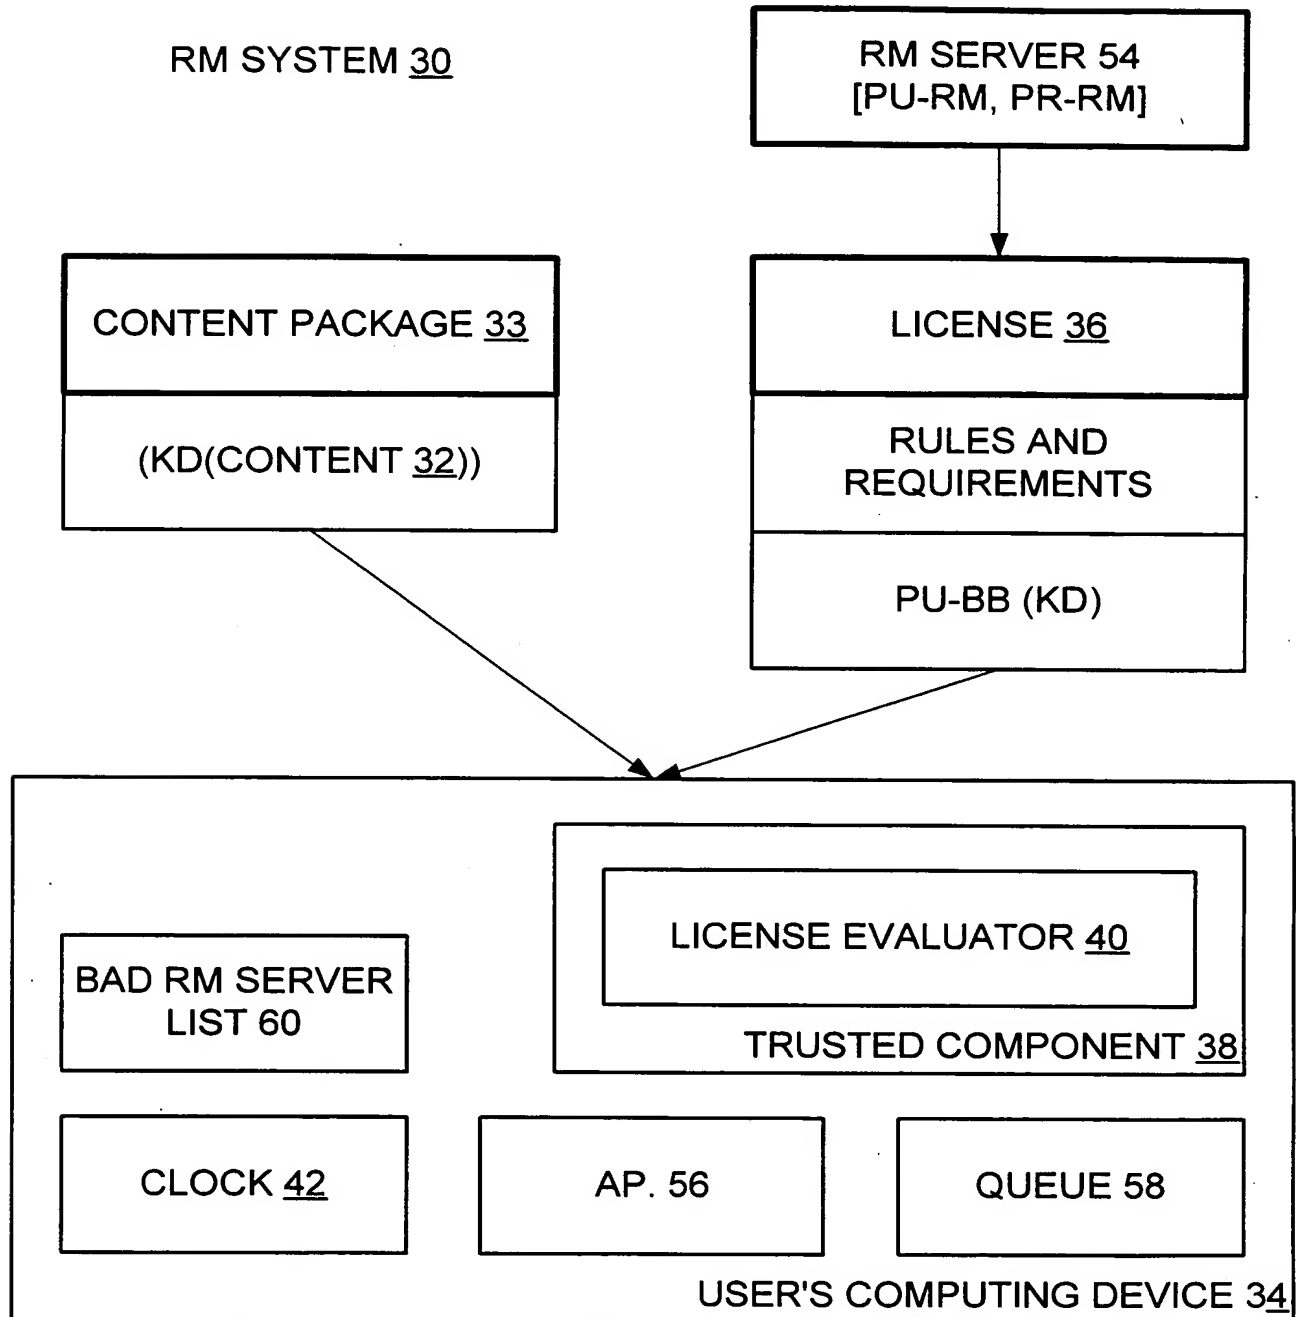 RM SYSTEM 30
RM SERVER 54
[PU-RM, PR-RM]
CONTENT PACKAGE 33
(KD(CONTENT 32))
LICENSE 36
RULES AND
REQUIREMENTS
PU-BB (KD)
LICENSE EVALUATOR 40
TRUSTED COMPONENT 38
BAD RM SERVER
LIST 60
CLOCK 42
AP. 56
QUEUE 58
USER'S COMPUTING DEVICE 34